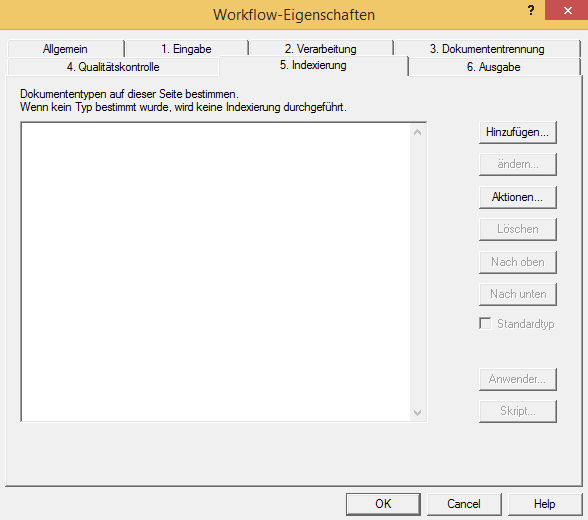 Workflow-Eigenschaften
?
Allgemein
1. Eingabe
2. Verarbeitung
3. Dokumententrennung
4. Qualitätskontrolle
5. Indexierung
6. Ausgabe
Dokumententypen auf dieser Seite bestimmen.
Wenn kein Typ bestimmt wurde, wird keine Indexierung durchgeführt.
Hinzufügen...
ändern...
Aktionen...
Löschen
Nach oben
Nach unten
Standardtyp
Anwender...
Skript...
OK
Cancel
Help